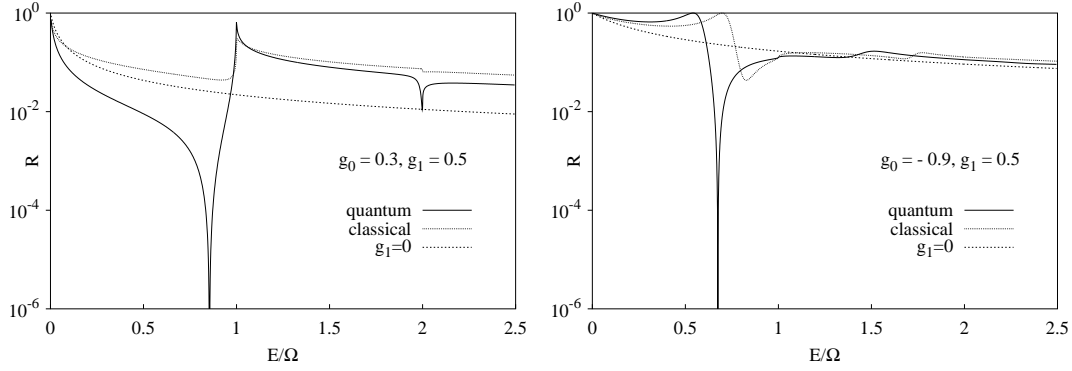 10^0
10^-2
10^-4
10^-6
R
g_0 = 0.3, g_1 = 0.5
quantum
classical
g_1=0
0 0.5 1 1.5 2 2.5
E/Ω
10^0
10^-2
10^-4
10^-6
R
g_0 = - 0.9, g_1 = 0.5
quantum
classical
g_1=0
0 0.5 1 1.5 2 2.5
E/Ω